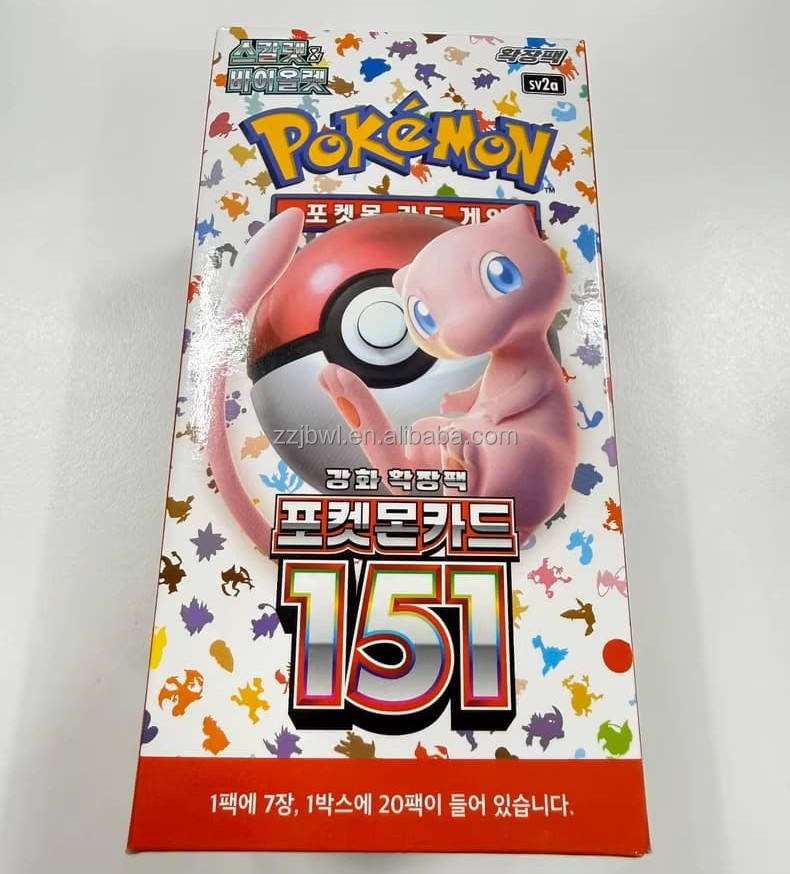 스칼렛&
바이올렛
확장팩
sv2a
POKéMON
TM
포켓몬 카드 게임
zzjbwl.en.alibaba.com
강화 확장팩
포켓몬카드
151
1팩에 7장, 1박스에 20팩이 들어 있습니다.